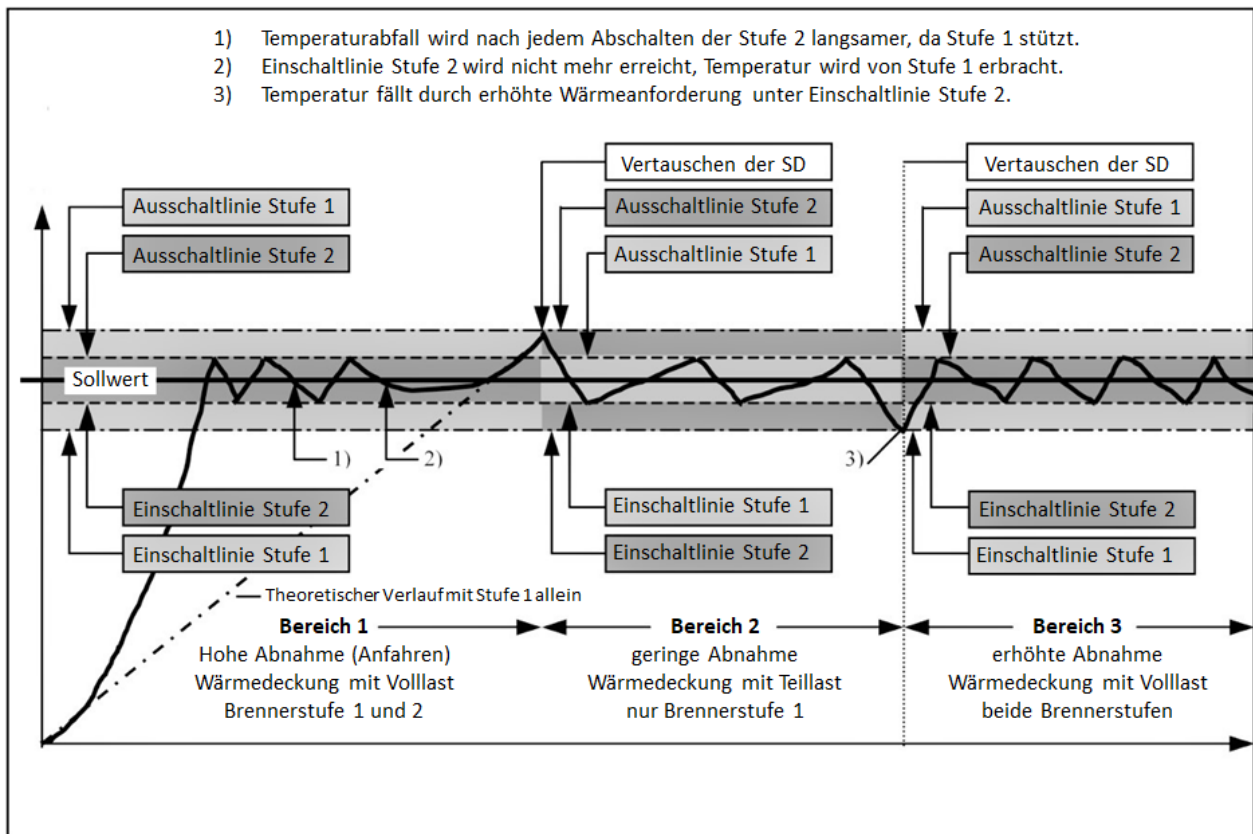 1) Temperaturabfall wird nach jedem Abschalten der Stufe 2 langsamer, da Stufe 1 stützt.
2) Einschaltlinie Stufe 2 wird nicht mehr erreicht, Temperatur wird von Stufe 1 erbracht.
3) Temperatur fällt durch erhöhte Wärmeanforderung unter Einschaltlinie Stufe 2.
Vertauschen der SD
Vertauschen der SD
Ausschaltlinie Stufe 1
Ausschaltlinie Stufe 2
Ausschaltlinie Stufe 1
Ausschaltlinie Stufe 2
Ausschaltlinie Stufe 1
Ausschaltlinie Stufe 2
Sollwert
1)
2)
3)
Einschaltlinie Stufe 2
Einschaltlinie Stufe 1
Einschaltlinie Stufe 2
Einschaltlinie Stufe 1
Einschaltlinie Stufe 2
Einschaltlinie Stufe 1
Theoretischer Verlauf mit Stufe 1 allein
Bereich 1
Hohe Abnahme (Anfahren)
Wärmedeckung mit Volllast
Brennerstufe 1 und 2
Bereich 2
geringe Abnahme
Wärmedeckung mit Teillast
nur Brennerstufe 1
Bereich 3
erhöhte Abnahme
Wärmedeckung mit Volllast
beide Brennerstufen